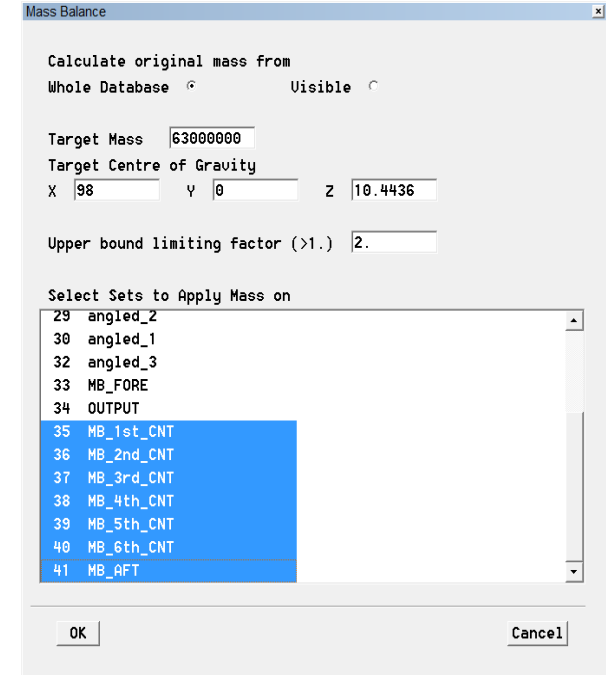 Mass Balance
Calculate original mass from
Whole Database Visible
Target Mass 63000000
Target Centre of Gravity
X 98 Y 0 Z 10.4436
Upper bound limiting factor (>1.) 2.
Select Sets to Apply Mass on
29 angled_2
30 angled_1
32 angled_3
33 MB_FORE
34 OUTPUT
35 MB_1st_CNT
36 MB_2nd_CNT
37 MB_3rd_CNT
38 MB_4th_CNT
39 MB_5th_CNT
40 MB_6th_CNT
41 MB_AFT
OK Cancel